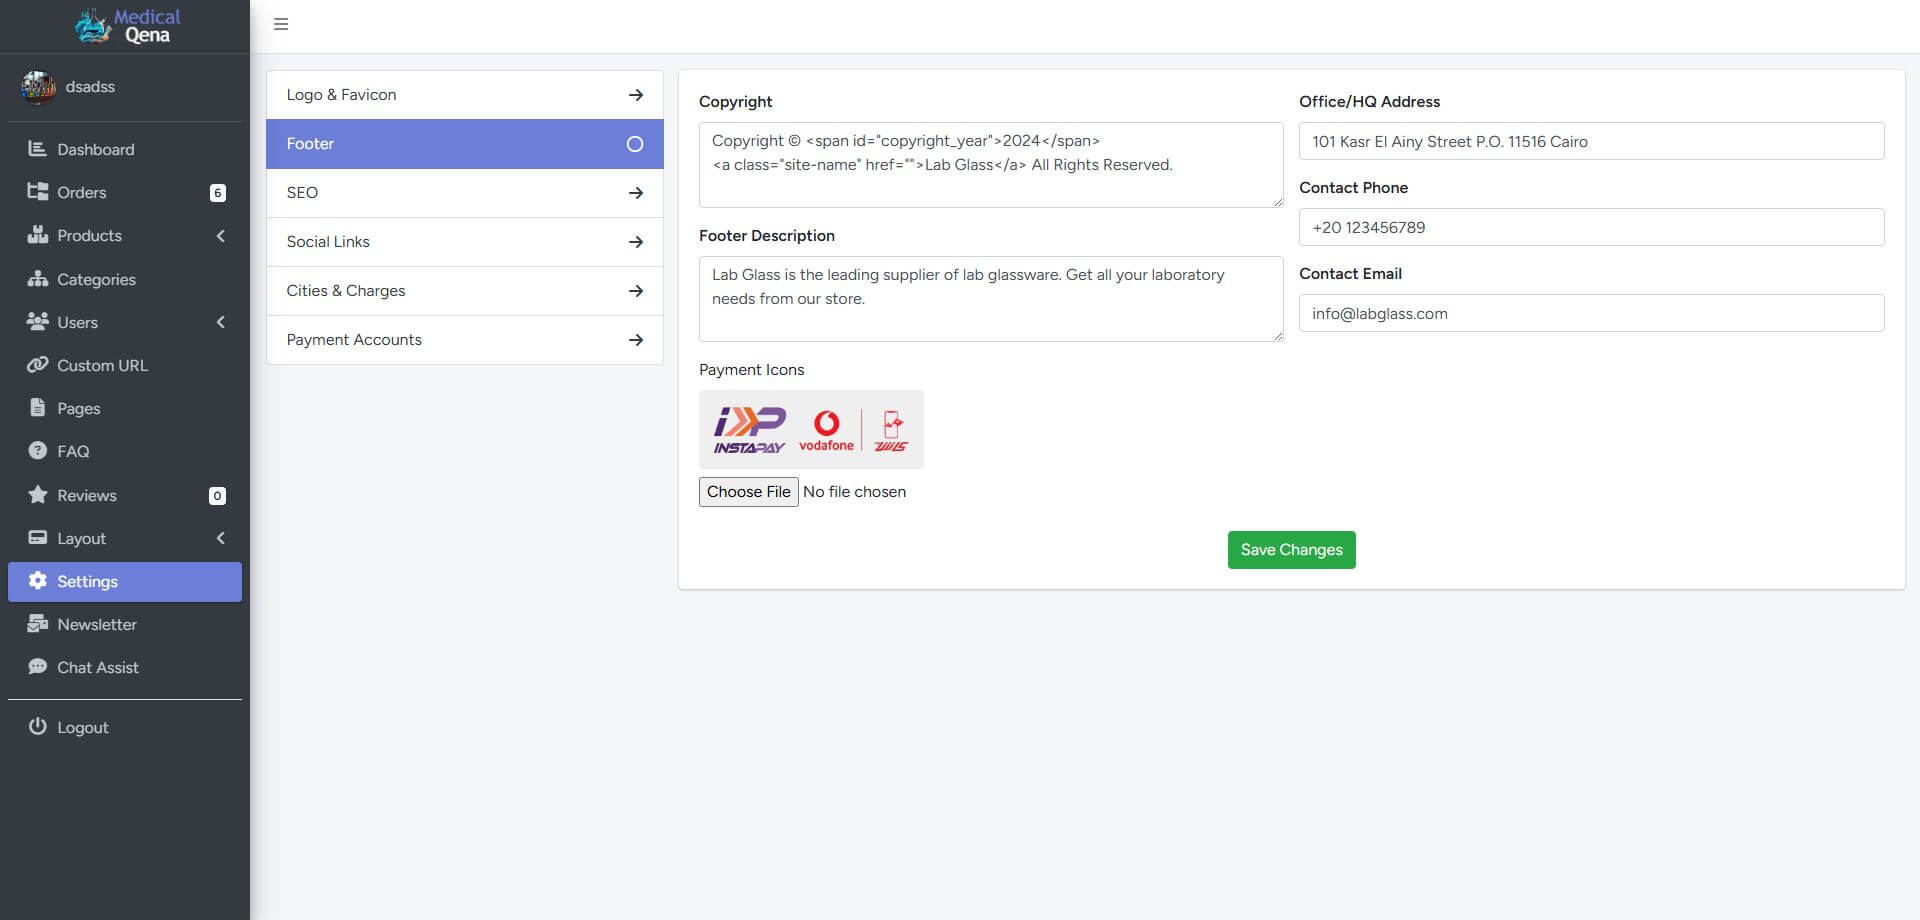 Medical
Qena
dsadss
Dashboard
Orders 6
Products
Categories
Users
Custom URL
Pages
FAQ
Reviews 0
Layout
Settings
Newsletter
Chat Assist
Logout
Logo & Favicon
Footer
SEO
Social Links
Cities & Charges
Payment Accounts
Copyright
Copyright © <span id="copyright_year">2024</span>
<a class="site-name" href="">Lab Glass</a> All Rights Reserved.
Footer Description
Lab Glass is the leading supplier of lab glassware. Get all your laboratory
needs from our store.
Payment Icons
INSTAPAY
vodafone
Choose File No file chosen
Office/HQ Address
101 Kasr El Ainy Street P.O. 11516 Cairo
Contact Phone
+20 123456789
Contact Email
info@labglass.com
Save Changes